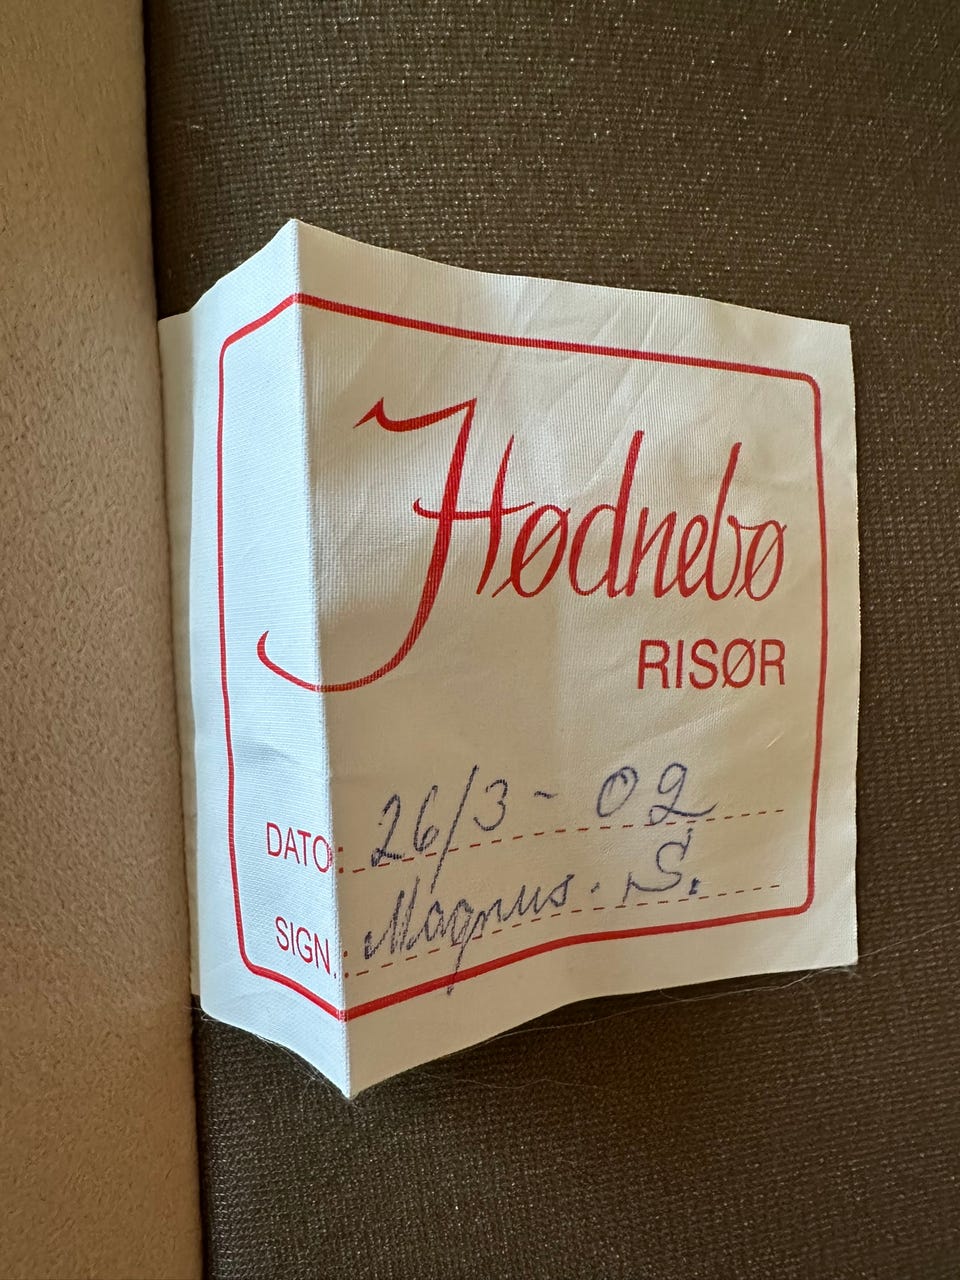 Hødnebø
RISØR
DATO: 26/3 - 02
SIGN.: Magnus. S.